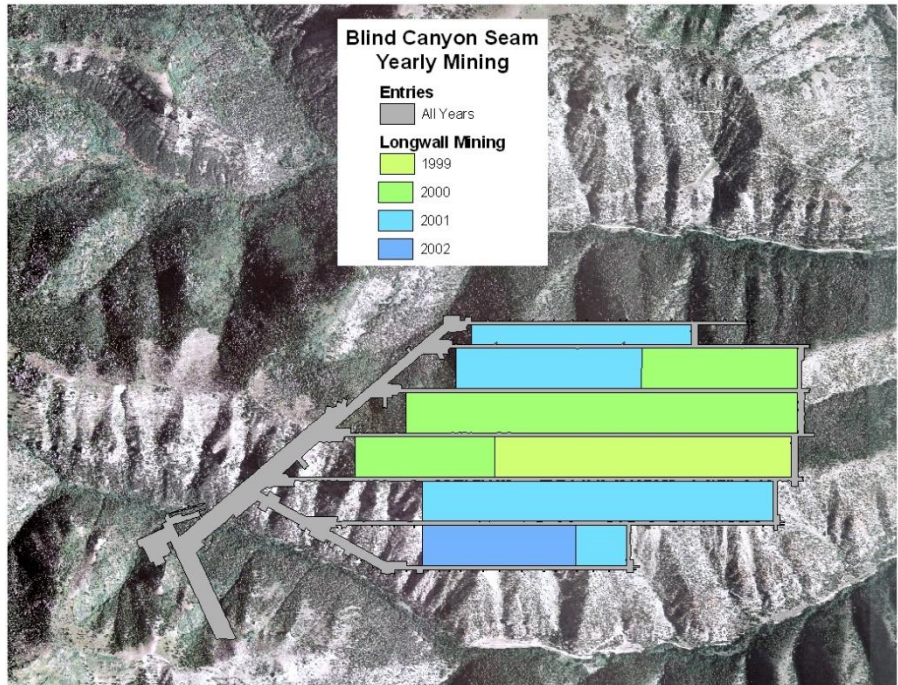 Blind Canyon Seam
Yearly Mining
Entries
All Years
Longwall Mining
1999
2000
2001
2002